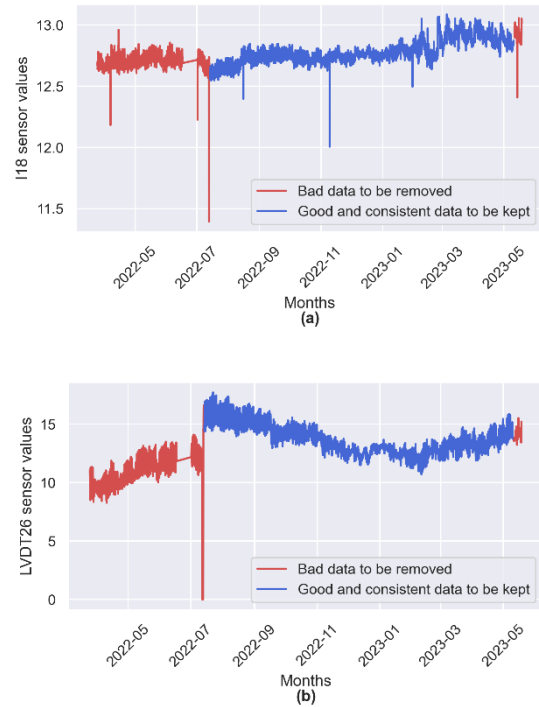 13.0
12.5
12.0
11.5
I18 sensor values
Bad data to be removed
Good and consistent data to be kept
2022-05
2022-07
2022-09
2022-11
2023-01
2023-03
2023-05
Months
(a)
15
10
5
0
LVDT26 sensor values
Bad data to be removed
Good and consistent data to be kept
2022-05
2022-07
2022-09
2022-11
2023-01
2023-03
2023-05
Months
(b)